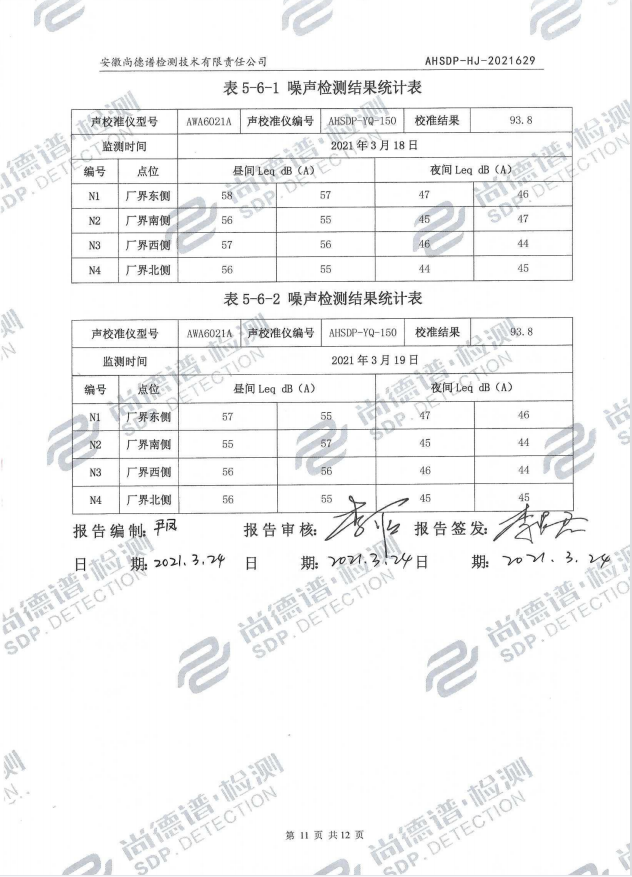 安徽尚德谱检测技术有限责任公司 AHSDP-HJ-2021629
表 5-6-1 噪声检测结果统计表
声校准仪型号 AWA6021A 声校准仪编号 AHSDP-YQ-150 校准结果 93.8
监测时间 2021 年 3 月 18 日
编号 点位 昼间 Leq dB（A） 夜间 Leq dB（A）
N1 厂界东侧 58 57 47 46
N2 厂界南侧 56 55 45 47
N3 厂界西侧 57 56 46 44
N4 厂界北侧 56 55 44 45
表 5-6-2 噪声检测结果统计表
声校准仪型号 AWA6021A 声校准仪编号 AHSDP-YQ-150 校准结果 93.8
监测时间 2021 年 3 月 19 日
编号 点位 昼间 Leq dB（A） 夜间 Leq dB（A）
N1 厂界东侧 57 55 47 46
N2 厂界南侧 55 57 45 44
N3 厂界西侧 56 56 46 44
N4 厂界北侧 56 55 45 45
报告编制: 报告审核: 报告签发:
日 期: 2021.3.24 日 期: 2021.3.24 日 期: 2021.3.24
尚德谱·检测
SDP.DETECTION
第 11 页 共 12 页